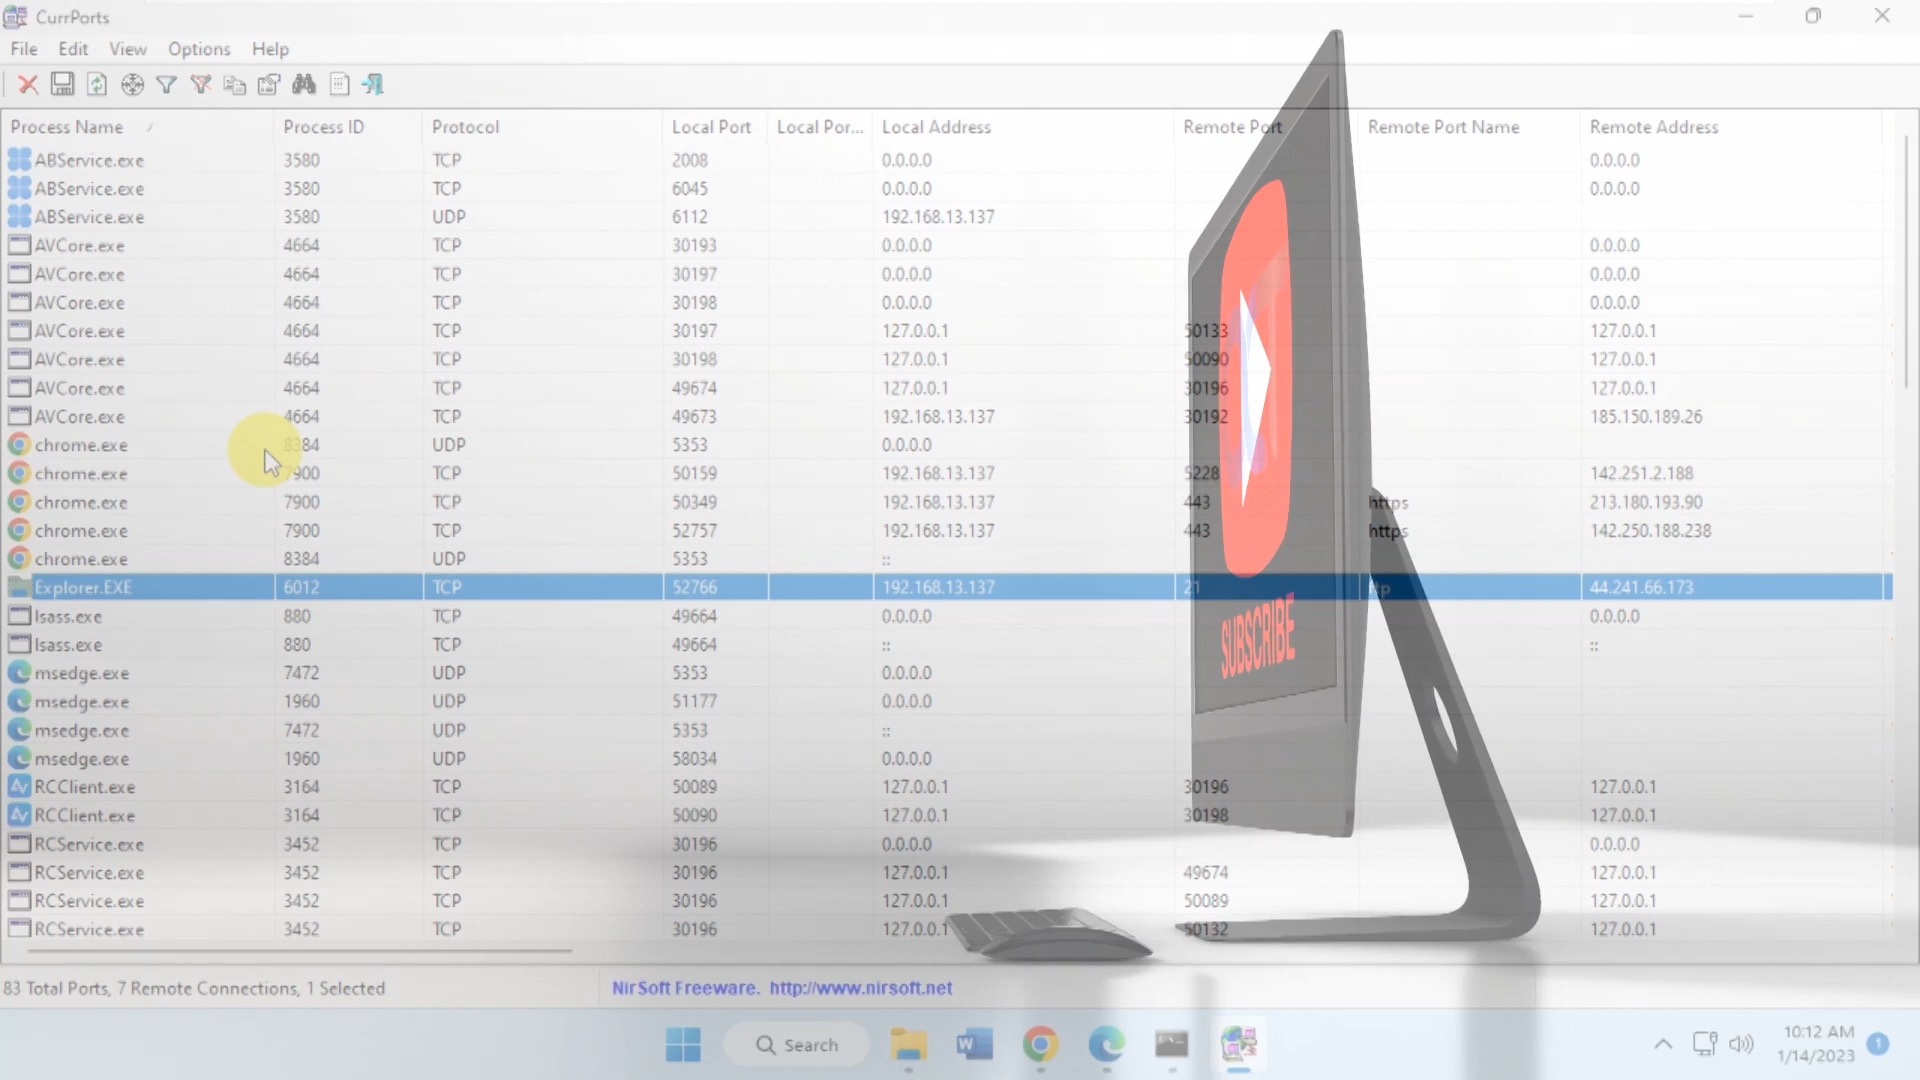 CurrPorts
File Edit View Options Help
Process Name Process ID Protocol Local Port Local Por... Local Address Remote Port Remote Port Name Remote Address
ABService.exe 3580 TCP 2008 0.0.0.0 0.0.0.0
ABService.exe 3580 TCP 6045 0.0.0.0 0.0.0.0
ABService.exe 3580 UDP 6112 192.168.13.137
AVCore.exe 4664 TCP 30193 0.0.0.0 0.0.0.0
AVCore.exe 4664 TCP 30197 0.0.0.0 0.0.0.0
AVCore.exe 4664 TCP 30198 0.0.0.0 0.0.0.0
AVCore.exe 4664 TCP 30197 127.0.0.1 50133 127.0.0.1
AVCore.exe 4664 TCP 30198 127.0.0.1 50090 127.0.0.1
AVCore.exe 4664 TCP 49674 127.0.0.1 30196 127.0.0.1
AVCore.exe 4664 TCP 49673 192.168.13.137 30192 185.150.189.26
chrome.exe 8384 UDP 5353 0.0.0.0
chrome.exe 7900 TCP 50159 192.168.13.137 5228 142.251.2.188
chrome.exe 7900 TCP 50349 192.168.13.137 443 https 213.180.193.90
chrome.exe 7900 TCP 52757 192.168.13.137 443 https 142.250.188.238
chrome.exe 8384 UDP 5353 ::
Explorer.EXE 6012 TCP 52766 192.168.13.137 21 ftp 44.241.66.173
lsass.exe 880 TCP 49664 0.0.0.0 0.0.0.0
lsass.exe 880 TCP 49664 :: ::
SUBSCRIBE
msedge.exe 7472 UDP 5353 0.0.0.0
msedge.exe 1960 UDP 51177 0.0.0.0
msedge.exe 7472 UDP 5353 ::
msedge.exe 1960 UDP 58034 0.0.0.0
RCClient.exe 3164 TCP 50089 127.0.0.1 30196 127.0.0.1
RCClient.exe 3164 TCP 50090 127.0.0.1 30198 127.0.0.1
RCService.exe 3452 TCP 30196 0.0.0.0 0.0.0.0
RCService.exe 3452 TCP 30196 127.0.0.1 49674 127.0.0.1
RCService.exe 3452 TCP 30196 127.0.0.1 50089 127.0.0.1
RCService.exe 3452 TCP 30196 127.0.0.1 50132 127.0.0.1
83 Total Ports, 7 Remote Connections, 1 Selected NirSoft Freeware. http://www.nirsoft.net
Search
10:12 AM
1/14/2023 1